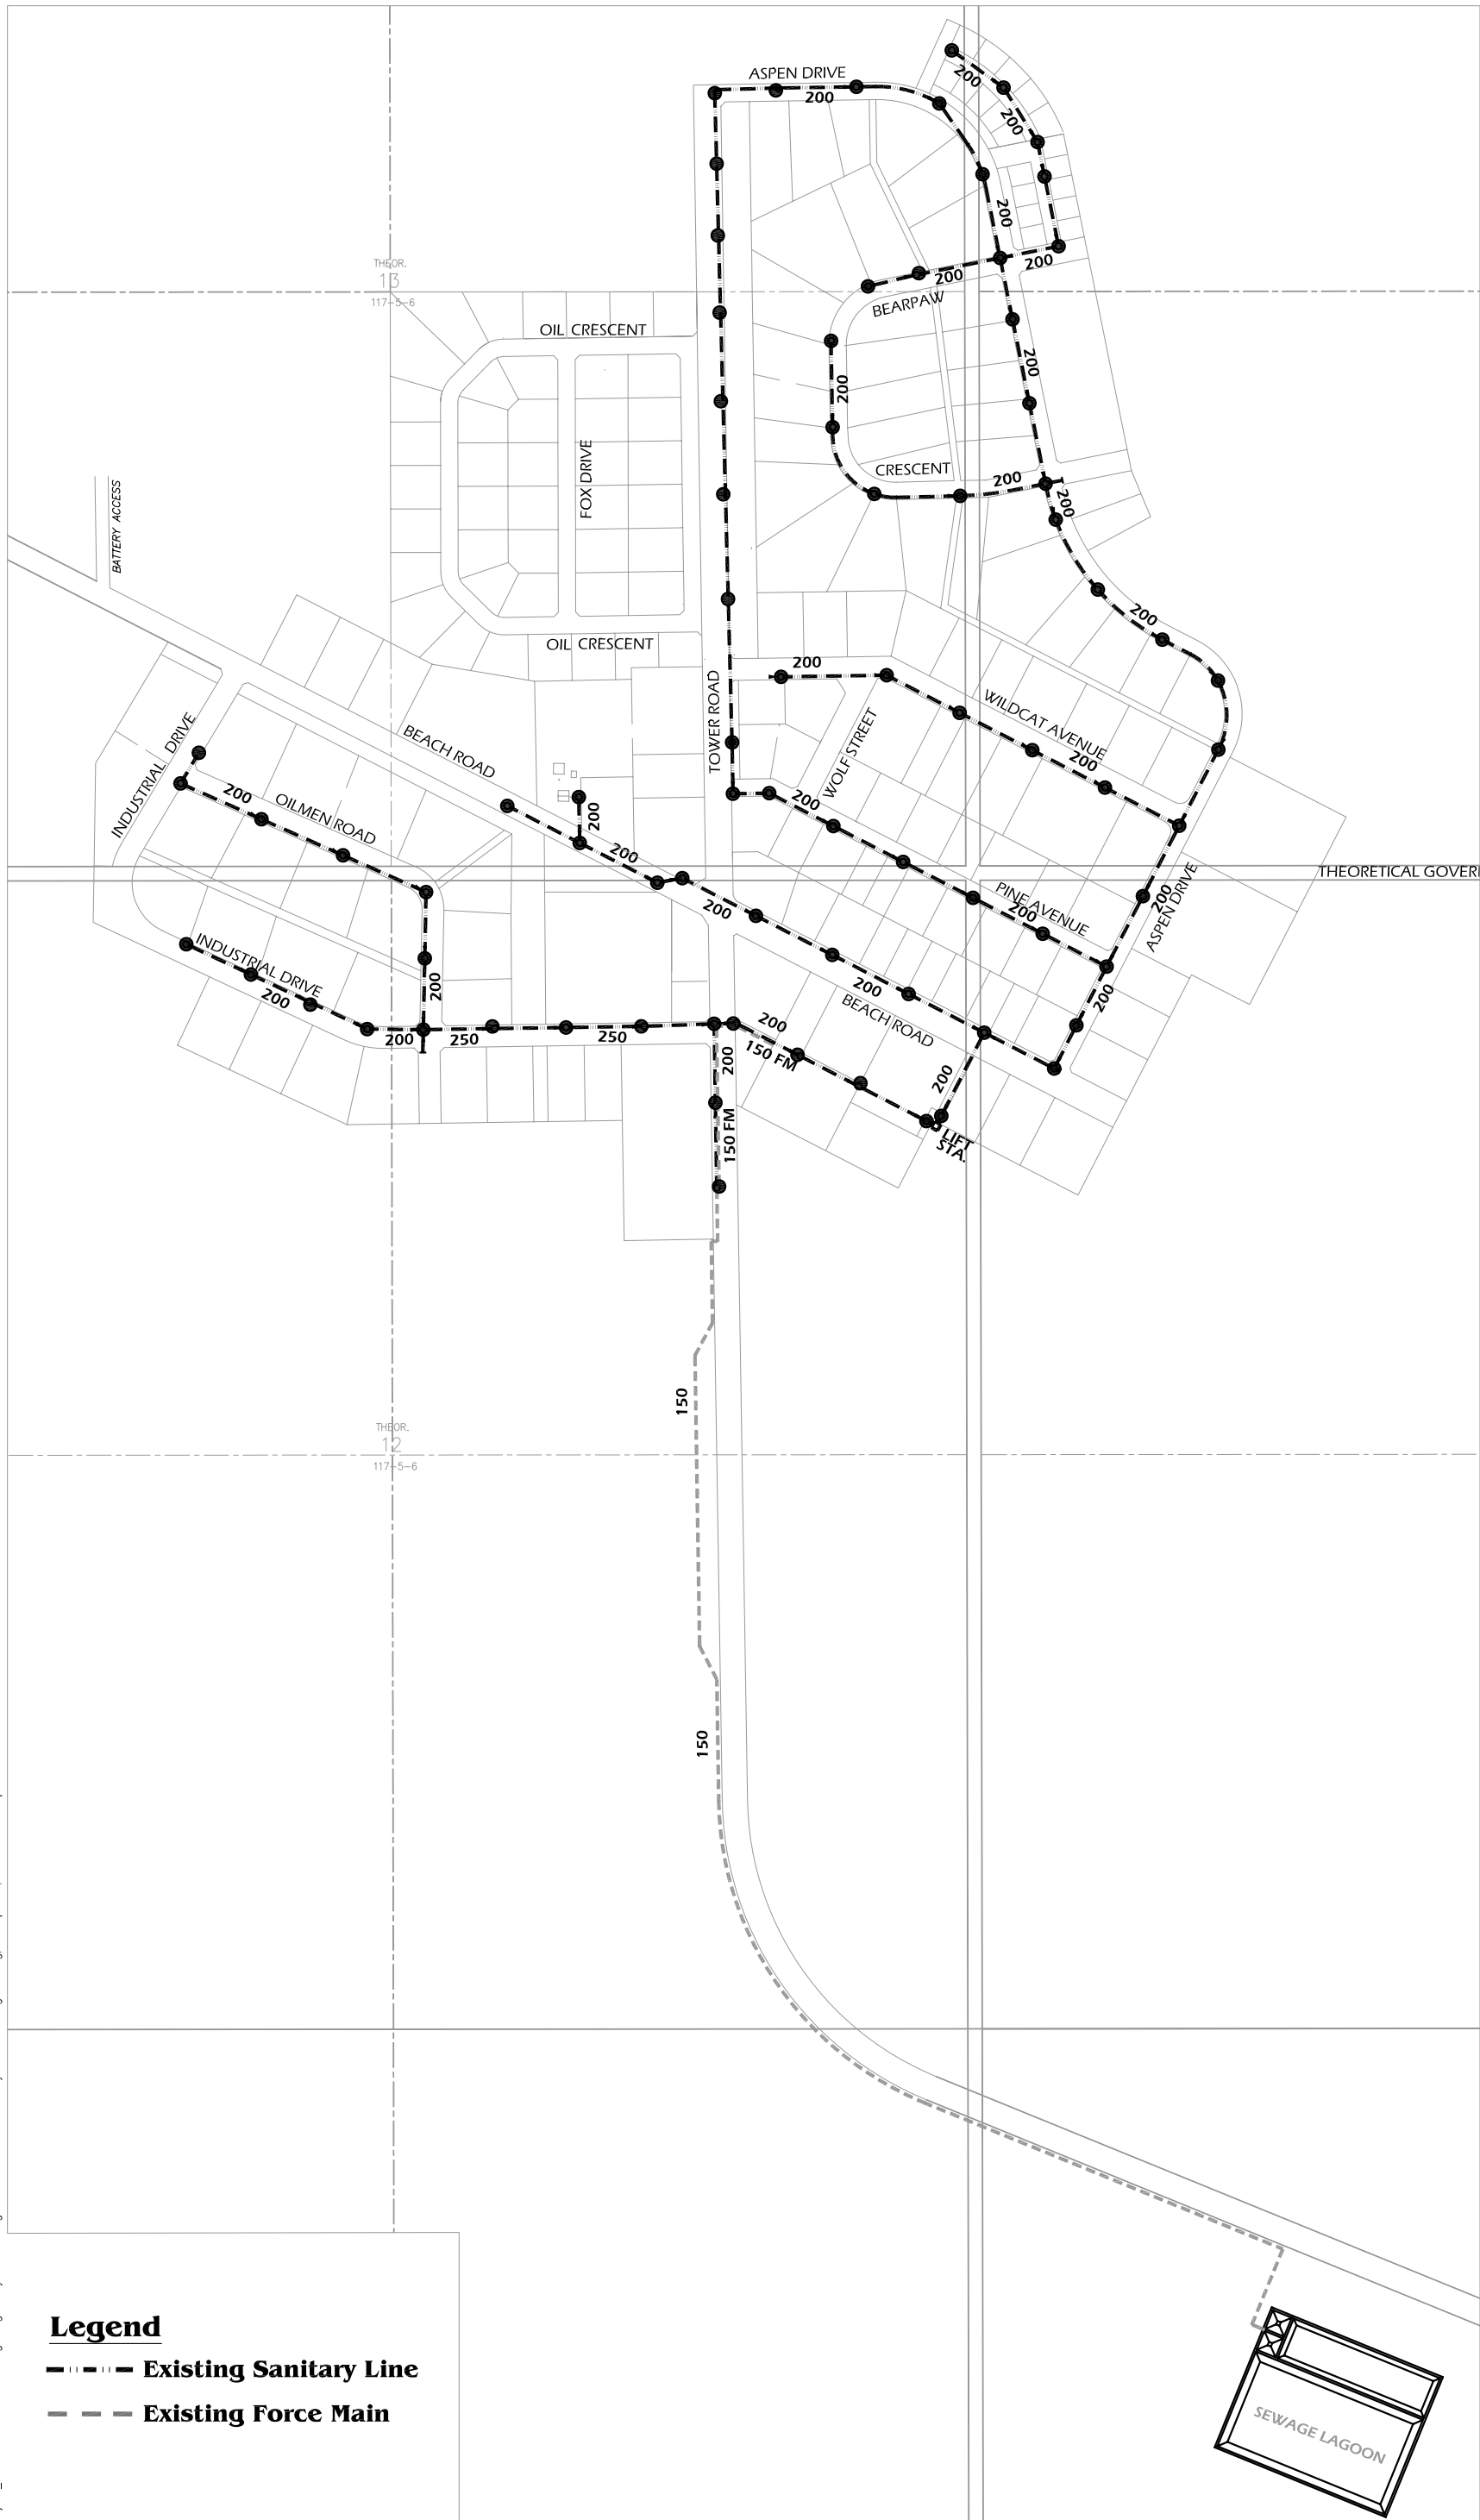 ASPEN DRIVE
200
200
200
200
200
200
BEARPAW
THEOR.
13
117-5-6
OIL CRESCENT
200
200
FOX DRIVE
CRESCENT
200
200
BATTERY ACCESS
200
OIL CRESCENT
200
TOWER ROAD
WILDCAT AVENUE
WOLF STREET
200
INDUSTRIAL DRIVE
BEACH ROAD
200
OILMEN ROAD
200
200
200
THEORETICAL GOVER
PINE AVENUE
200
200
ASPEN DRIVE
200
INDUSTRIAL DRIVE
200
200
200
BEACH ROAD
200
200
250
250
200
150 FM
200
200
150 FM
LIFT
STA.
150
THEOR.
12
117-5-6
150
Legend
Existing Sanitary Line
Existing Force Main
SEWAGE LAGOON